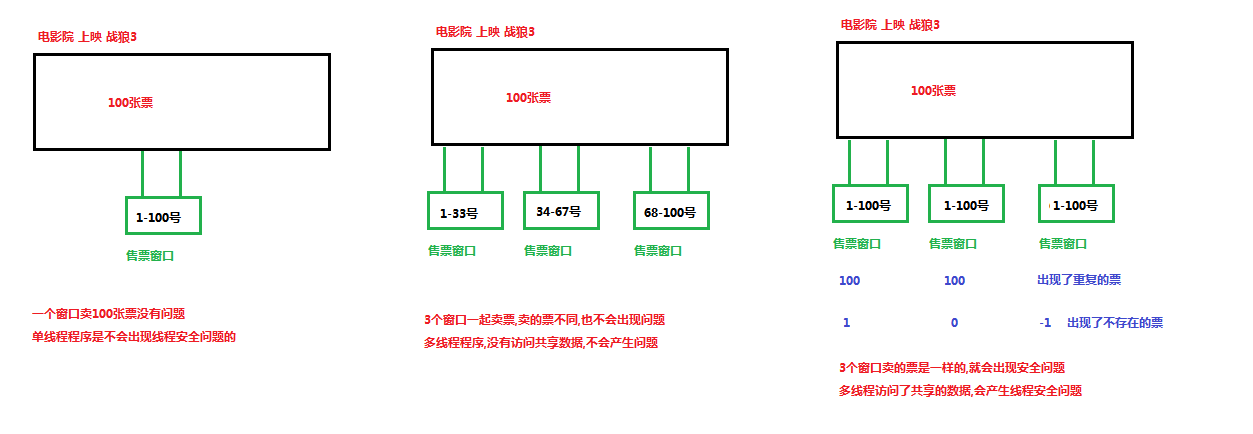 电影院 上映 战狼3
100张票
1-100号
售票窗口
一个窗口卖100张票没有问题
单线程程序是不会出现线程安全问题的
电影院 上映 战狼3
100张票
1-33号
34-67号
68-100号
售票窗口
售票窗口
售票窗口
3个窗口一起卖票,卖的票不同,也不会出现问题
多线程程序,没有访问共享数据,不会产生问题
电影院 上映 战狼3
100张票
1-100号
1-100号
1-100号
售票窗口
售票窗口
售票窗口
100 100 出现了重复的票
1 0 -1 出现了不存在的票
3个窗口卖的票是一样的,就会出现安全问题
多线程访问了共享的数据,会产生线程安全问题